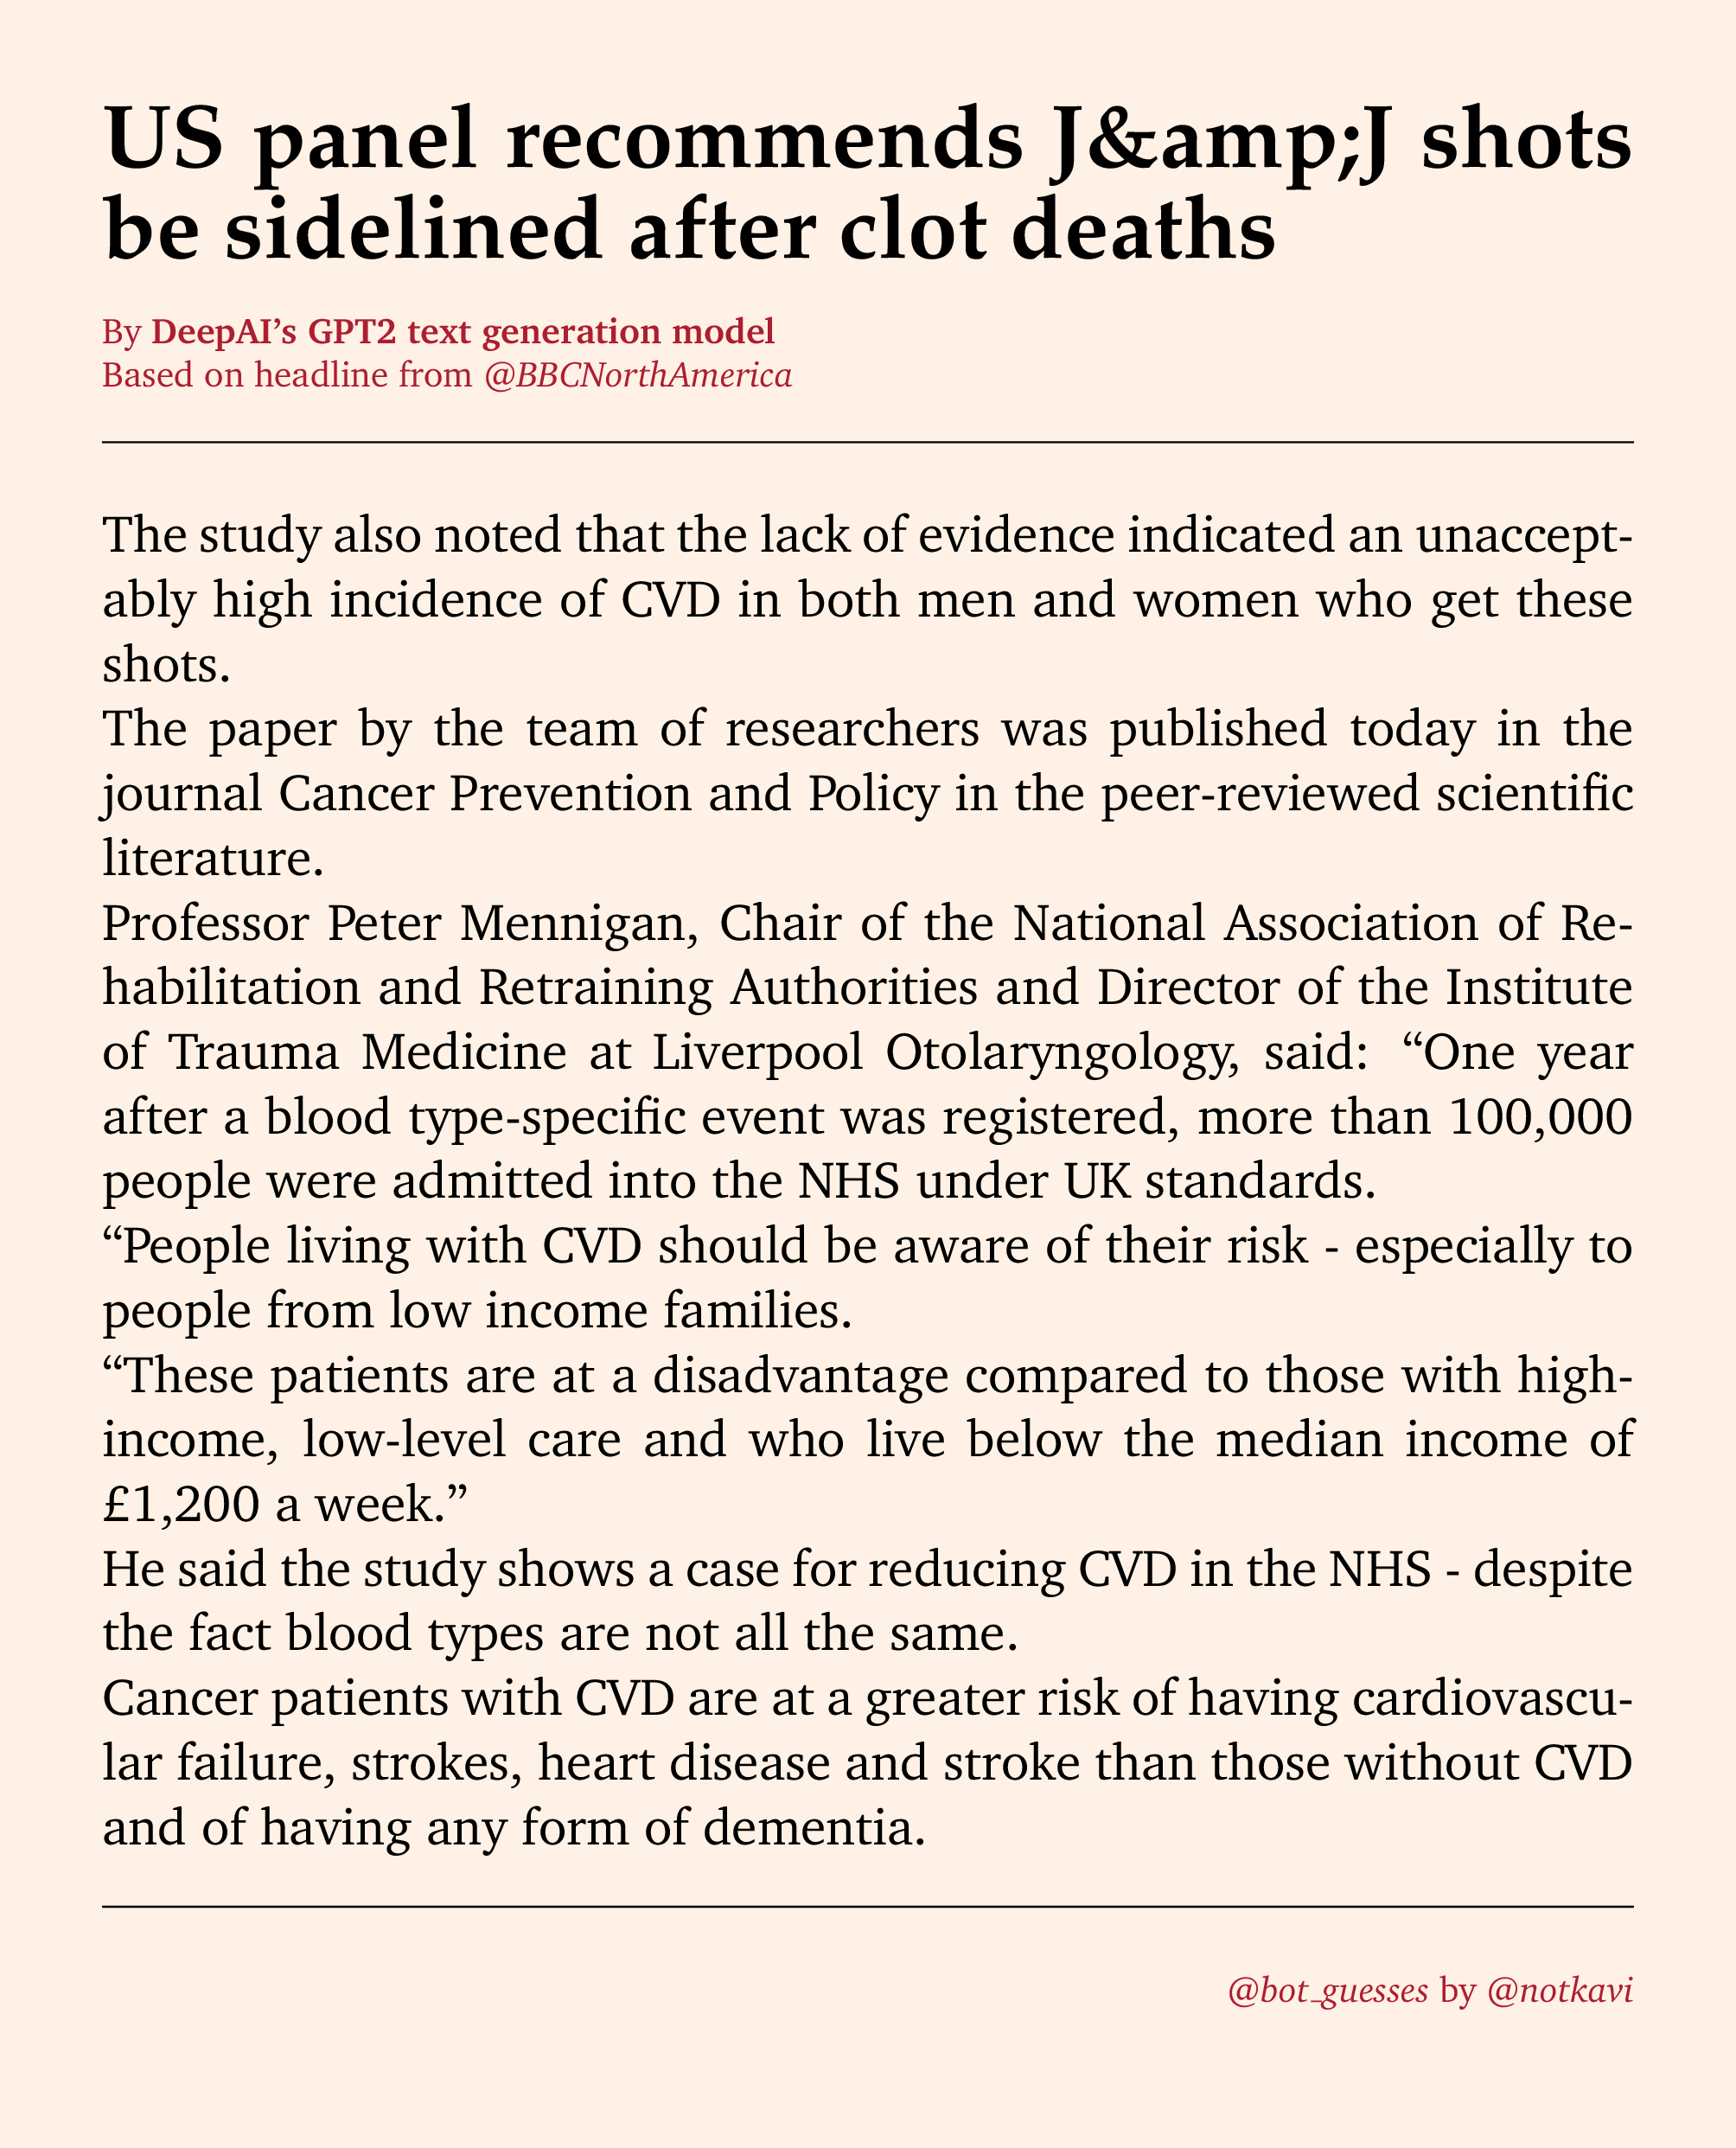 US panel recommends J&amp;J shots
be sidelined after clot deaths
By DeepAI’s GPT2 text generation model
Based on headline from @BBCNorthAmerica
The study also noted that the lack of evidence indicated an unaccept-
ably high incidence of CVD in both men and women who get these
shots.
The paper by the team of researchers was published today in the
journal Cancer Prevention and Policy in the peer-reviewed scientific
literature.
Professor Peter Mennigan, Chair of the National Association of Re-
habilitation and Retraining Authorities and Director of the Institute
of Trauma Medicine at Liverpool Otolaryngology, said: “One year
after a blood type-specific event was registered, more than 100,000
people were admitted into the NHS under UK standards.
“People living with CVD should be aware of their risk - especially to
people from low income families.
“These patients are at a disadvantage compared to those with high-
income, low-level care and who live below the median income of
£1,200 a week.”
He said the study shows a case for reducing CVD in the NHS - despite
the fact blood types are not all the same.
Cancer patients with CVD are at a greater risk of having cardiovascu-
lar failure, strokes, heart disease and stroke than those without CVD
and of having any form of dementia.
@bot_guesses by @notkavi